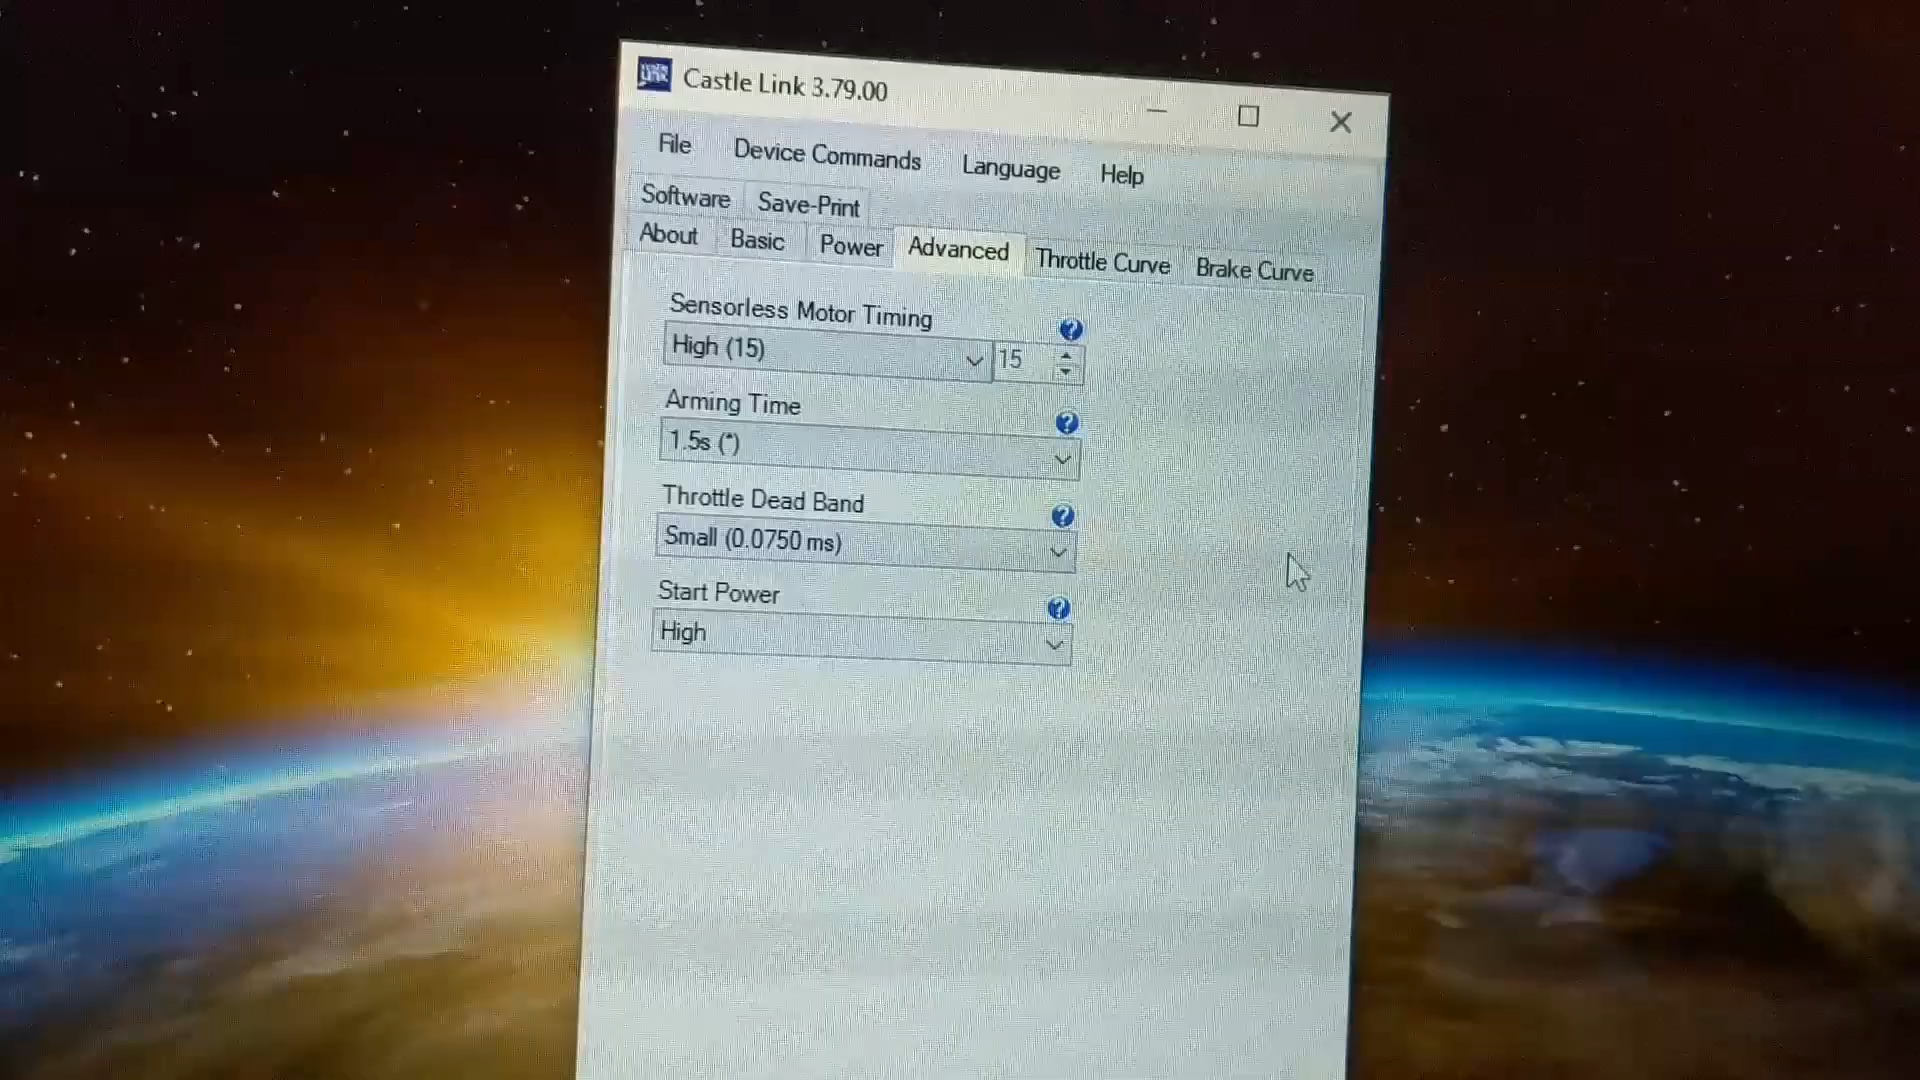 Castle Link 3.79.00
File Device Commands Language Help
Software Save-Print
About Basic Power Advanced Throttle Curve Brake Curve
Sensorless Motor Timing
High (15) 15
Arming Time
1.5s (*)
Throttle Dead Band
Small (0.0750 ms)
Start Power
High